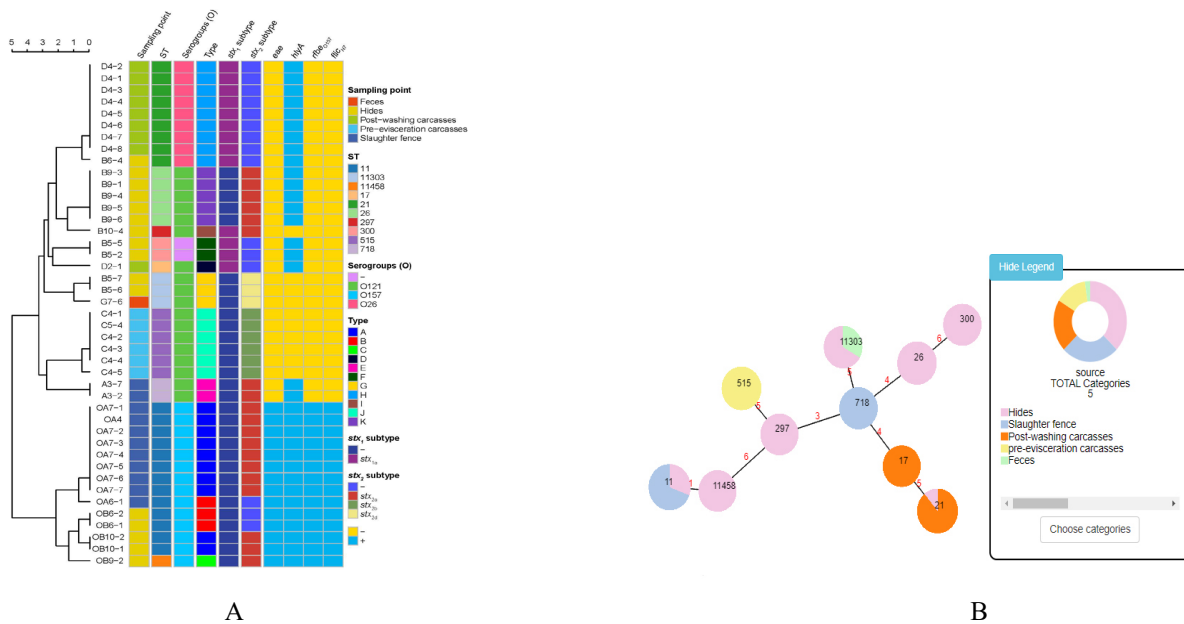 5 4 3 2 1 0
Sampling point
ST
Serogroups (O)
Type
stx1 subtype
stx2 subtype
eae
hlyA
rfbeO157
flicH7
D4-2
D4-1
D4-3
D4-4
D4-5
D4-6
D4-7
D4-8
B6-4
B9-3
B9-1
B9-4
B9-5
B9-6
B10-4
B5-5
B5-2
D2-1
B5-7
B5-6
G7-6
C4-1
C5-4
C4-2
C4-3
C4-4
C4-5
A3-7
A3-2
OA7-1
OA4
OA7-2
OA7-3
OA7-4
OA7-5
OA7-6
OA7-7
OA6-1
OB6-2
OB6-1
OB10-2
OB10-1
OB9-2
Sampling point
Feces
Hides
Post-washing carcasses
Pre-evisceration carcasses
Slaughter fence
ST
11
11303
11458
17
21
26
297
300
515
718
Serogroups (O)
-
O121
O157
O26
Type
A
B
C
D
E
F
G
H
I
J
K
stx1 subtype
-
stx1a
stx2 subtype
-
stx2a
stx2b
stx2d
-
+
A
300
6
26
11303
5
4
515
5
718
3
297
4
6
17
11
1
11458
5
21
Hide Legend
source
TOTAL Categories
5
Hides
Slaughter fence
Post-washing carcasses
pre-evisceration carcasses
Feces
Choose categories
B